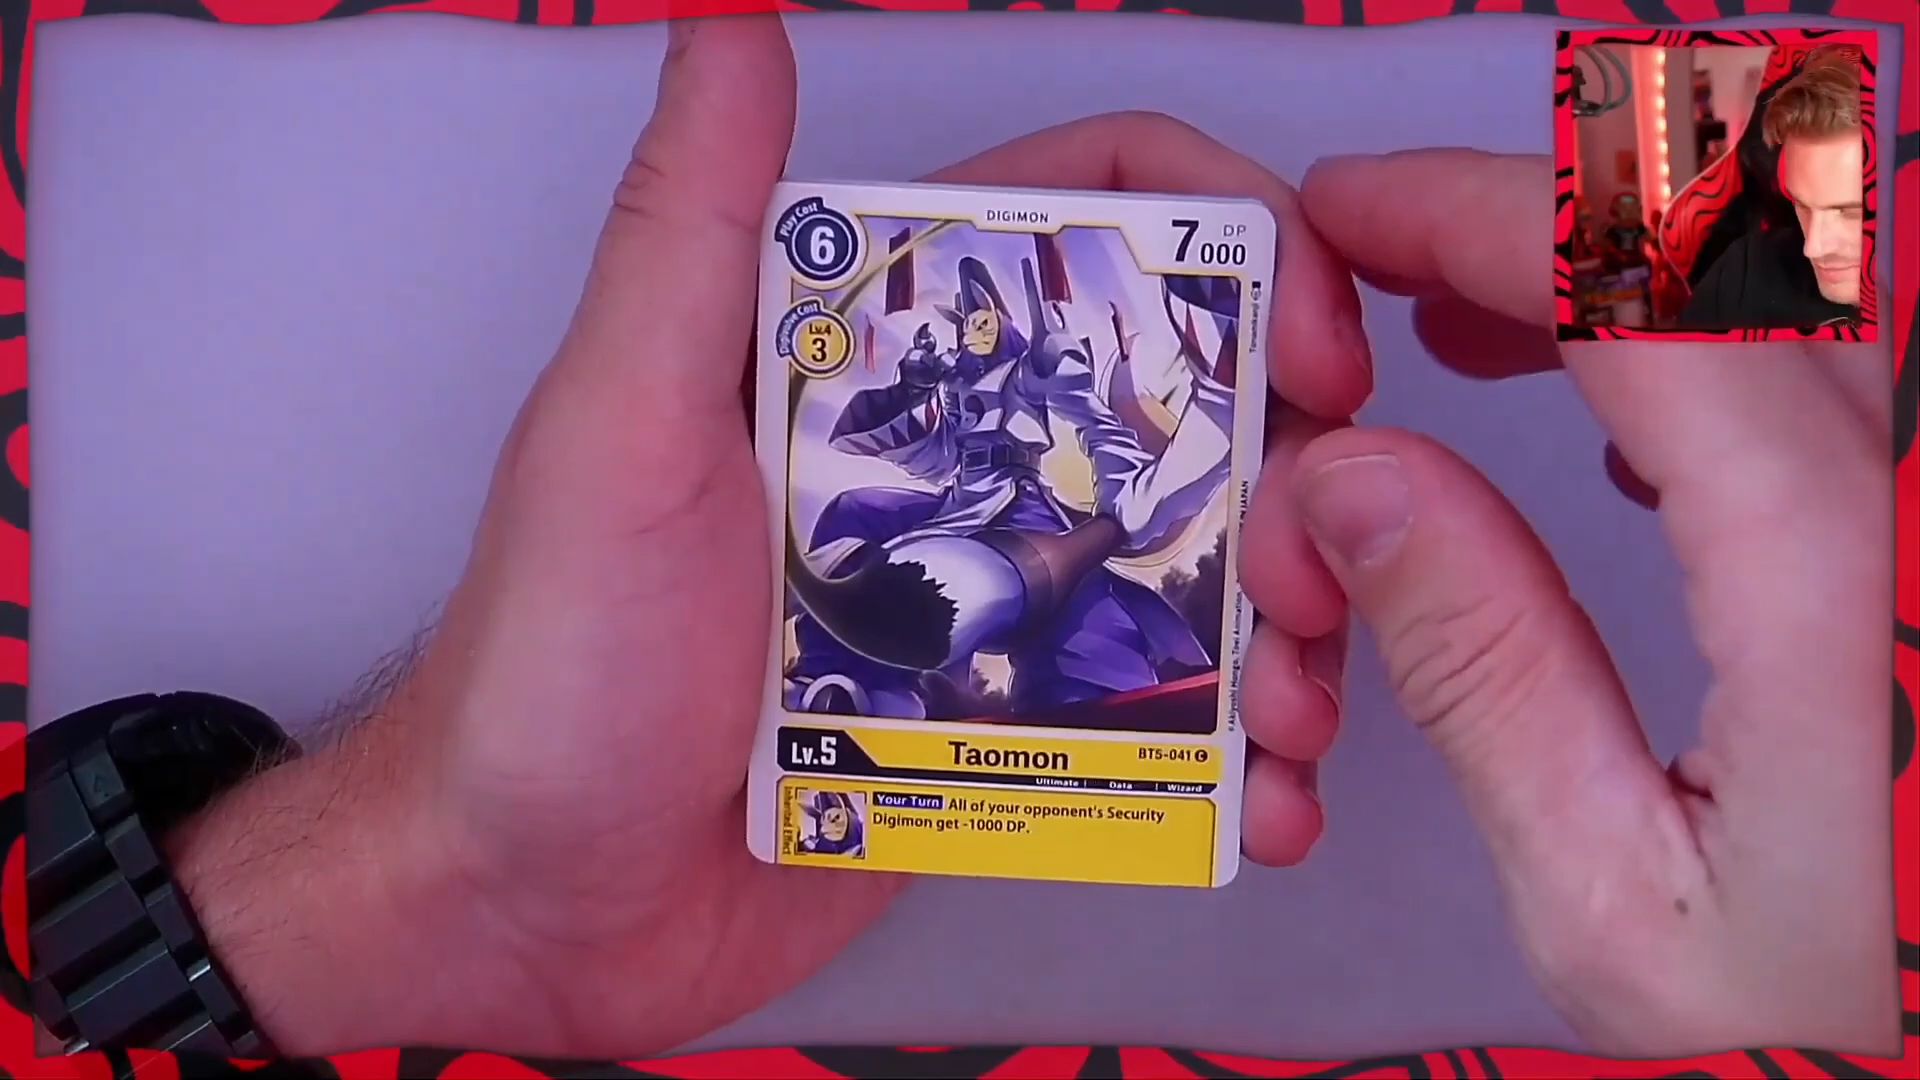 DIGIMON
Play Cost
6
DP
7000
Digivolve Cost
Lv.4
3
Lv.5
Taomon
BT5-041 C
Ultimate | Data | Wizard
Inherited Effect
Your Turn All of your opponent's Security
Digimon get -1000 DP.